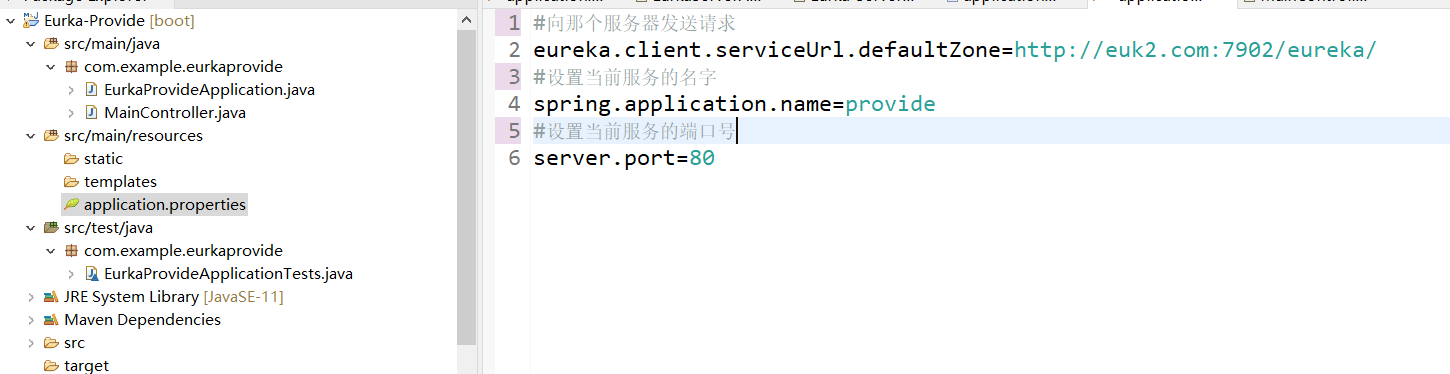 Eurka-Provide [boot]
src/main/java
com.example.eurkaprovide
EurkaProvideApplication.java
MainController.java
src/main/resources
static
templates
application.properties
src/test/java
com.example.eurkaprovide
EurkaProvideApplicationTests.java
JRE System Library [JavaSE-11]
Maven Dependencies
src
target
1 #向那个服务器发送请求
2 eureka.client.serviceUrl.defaultZone=http://euk2.com:7902/eureka/
3 #设置当前服务的名字
4 spring.application.name=provide
5 #设置当前服务的端口号
6 server.port=80